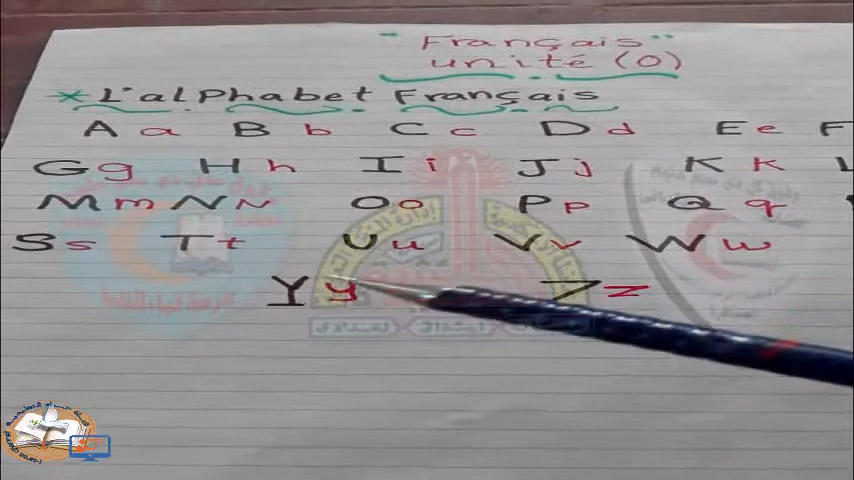 " Français "
unité (0)
* L'alphabet Français
A a B b C c D d E e F
G g H h I i J j K k L
M m N n O o P p Q q
S s T t U u V v W w
Y y Z z